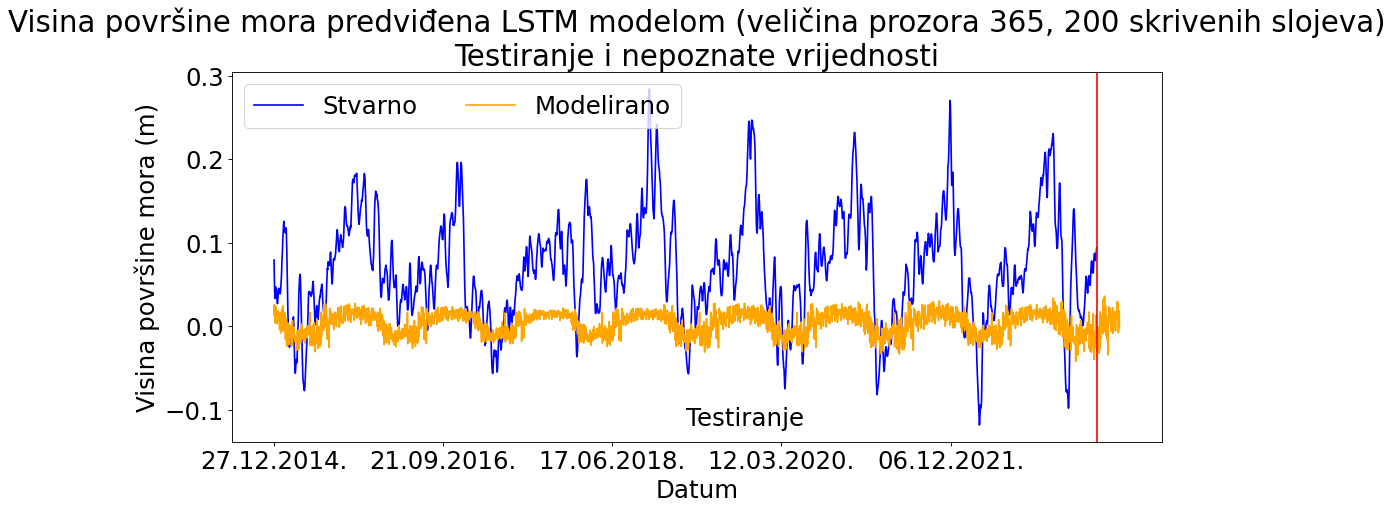 Visina površine mora predviđena LSTM modelom (veličina prozora 365, 200 skrivenih slojeva)
Testiranje i nepoznate vrijednosti
Stvarno
Modelirano
Visina površine mora (m)
0.3
0.2
0.1
0.0
−0.1
Testiranje
27.12.2014.
21.09.2016.
17.06.2018.
12.03.2020.
06.12.2021.
Datum